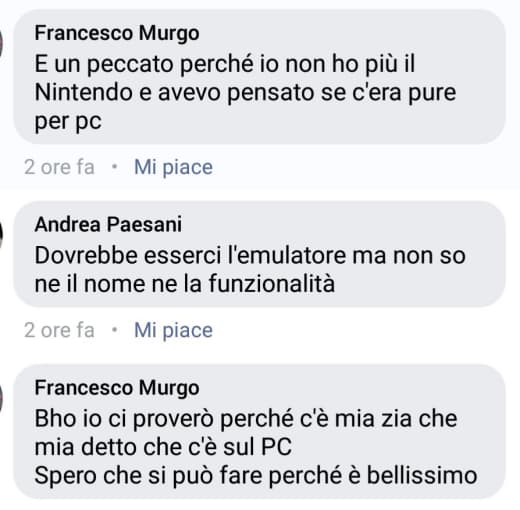 Francesco Murgo
E un peccato perché io non ho più il
Nintendo e avevo pensato se c'era pure
per pc
2 ore fa • Mi piace
Andrea Paesani
Dovrebbe esserci l'emulatore ma non so
ne il nome ne la funzionalità
2 ore fa • Mi piace
Francesco Murgo
Bho io ci proverò perché c'è mia zia che
mia detto che c'è sul PC
Spero che si può fare perché è bellissimo